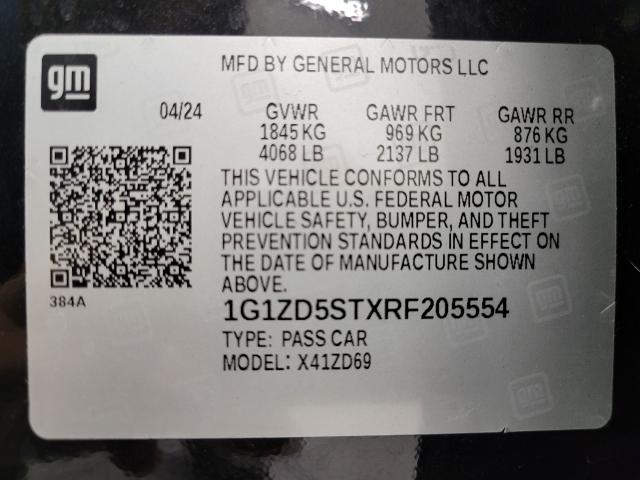 gm
MFD BY GENERAL MOTORS LLC
04/24 GVWR GAWR FRT GAWR RR
1845 KG 969 KG 876 KG
4068 LB 2137 LB 1931 LB
THIS VEHICLE CONFORMS TO ALL
APPLICABLE U.S. FEDERAL MOTOR
VEHICLE SAFETY, BUMPER, AND THEFT
PREVENTION STANDARDS IN EFFECT ON
THE DATE OF MANUFACTURE SHOWN
ABOVE.
384A
1G1ZD5STXRF205554
TYPE: PASS CAR
MODEL: X41ZD69